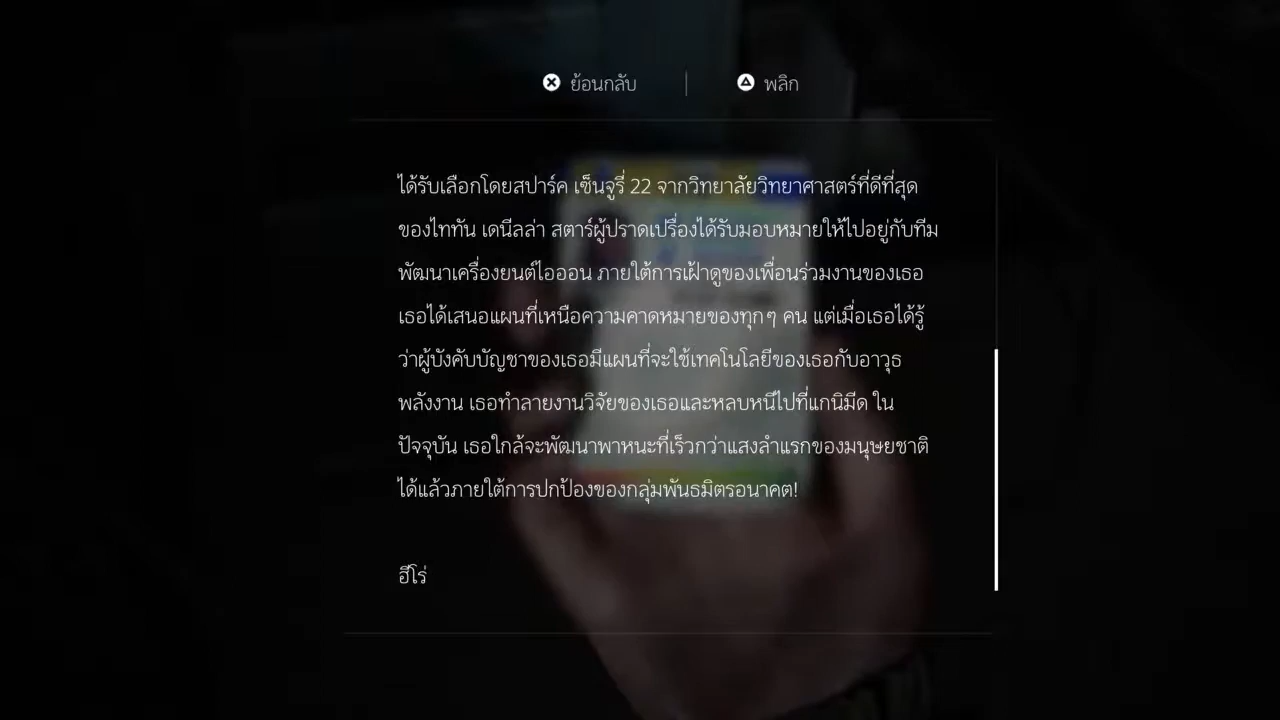 ย้อนกลับ | พลิก
ได้รับเลือกโดยสปาร์ค เซ็นจูรี่ 22 จากวิทยาลัยวิทยาศาสตร์ที่ดีที่สุด
ของไททัน เดนีลล่า สตาร์ผู้ปราดเปรื่องได้รับมอบหมายให้ไปอยู่กับทีม
พัฒนาเครื่องยนต์ไอออน ภายใต้การเฝ้าดูของเพื่อนร่วมงานของเธอ
เธอได้เสนอแผนที่เหนือความคาดหมายของทุกๆ คน แต่เมื่อเธอได้รู้
ว่าผู้บังคับบัญชาของเธอมีแผนที่จะใช้เทคโนโลยีของเธอกับอาวุธ
พลังงาน เธอทำลายงานวิจัยของเธอและหลบหนีไปที่แกนิมีด ใน
ปัจจุบัน เธอใกล้จะพัฒนาพาหนะที่เร็วกว่าแสงลำแรกของมนุษยชาติ
ได้แล้วภายใต้การปกป้องของกลุ่มพันธมิตรอนาคต!
ฮีโร่